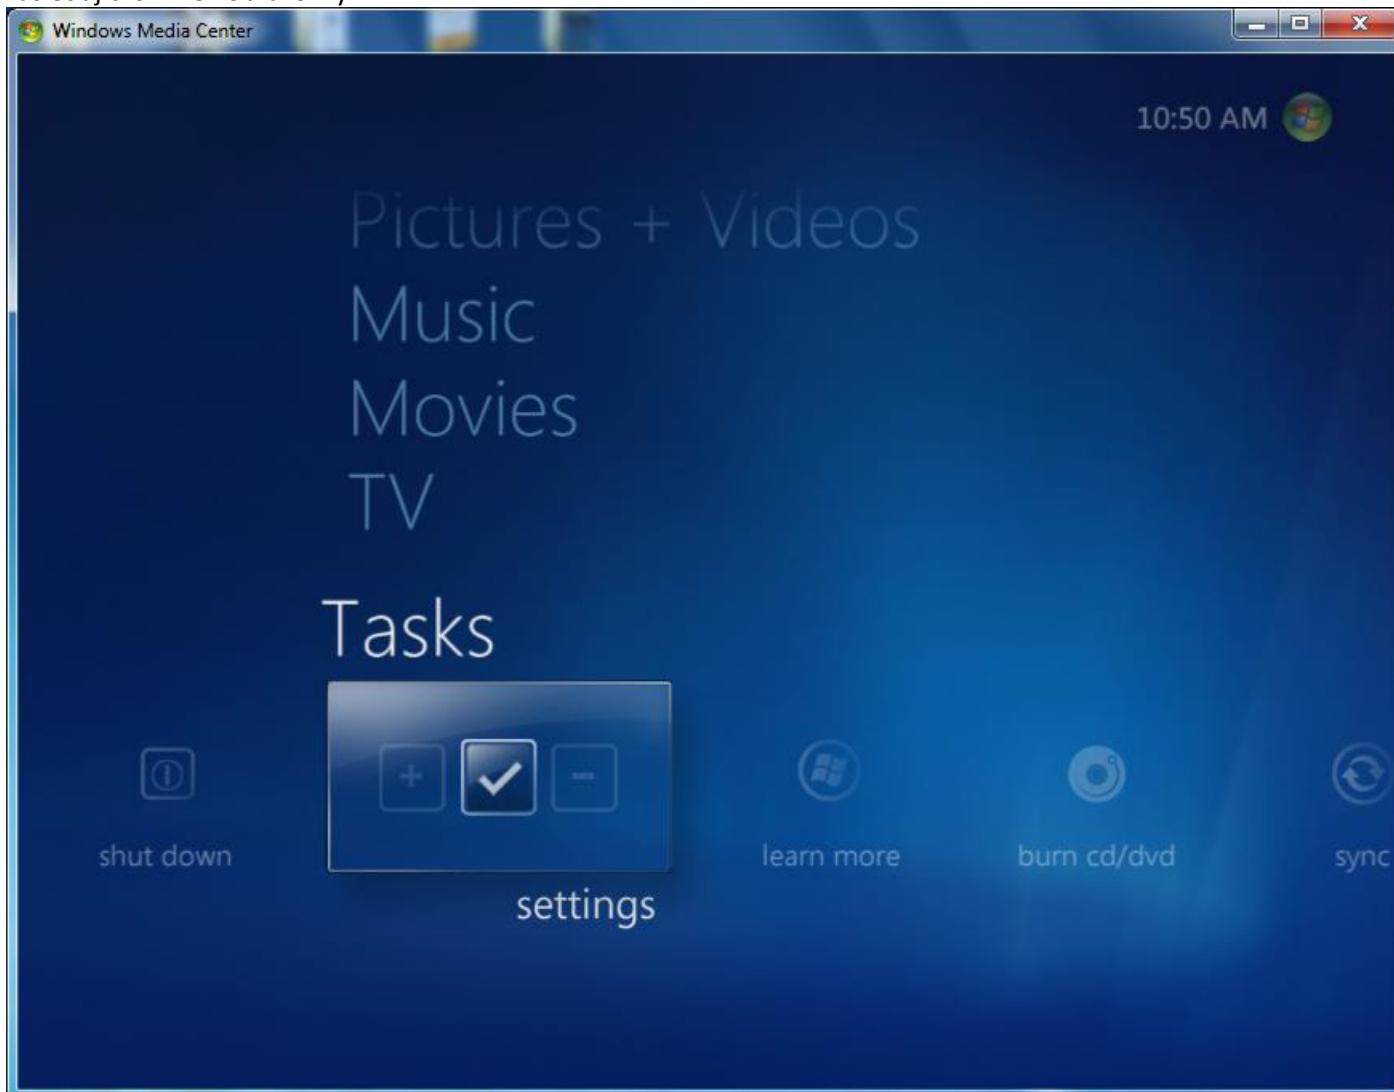 Windows Media Center
10:50 AM
Pictures + Videos
Music
Movies
TV
Tasks
shut down
settings
learn more
burn cd/dvd
sync